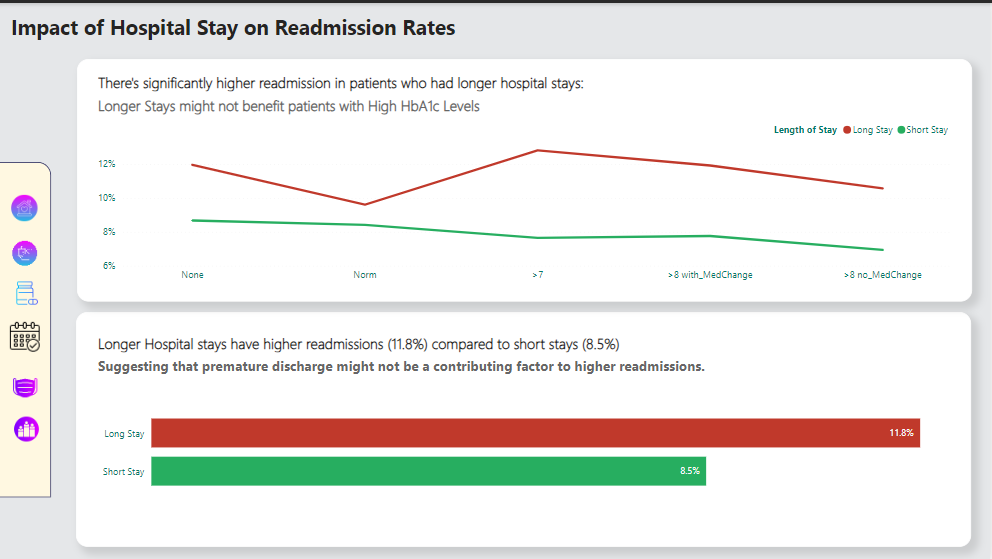 Impact of Hospital Stay on Readmission Rates
There's significantly higher readmission in patients who had longer hospital stays:
Longer Stays might not benefit patients with High HbA1c Levels
Length of Stay Long Stay Short Stay
12%
10%
8%
6%
None Norm >7 >8 with_MedChange >8 no_MedChange
Longer Hospital stays have higher readmissions (11.8%) compared to short stays (8.5%)
Suggesting that premature discharge might not be a contributing factor to higher readmissions.
Long Stay 11.8%
Short Stay 8.5%